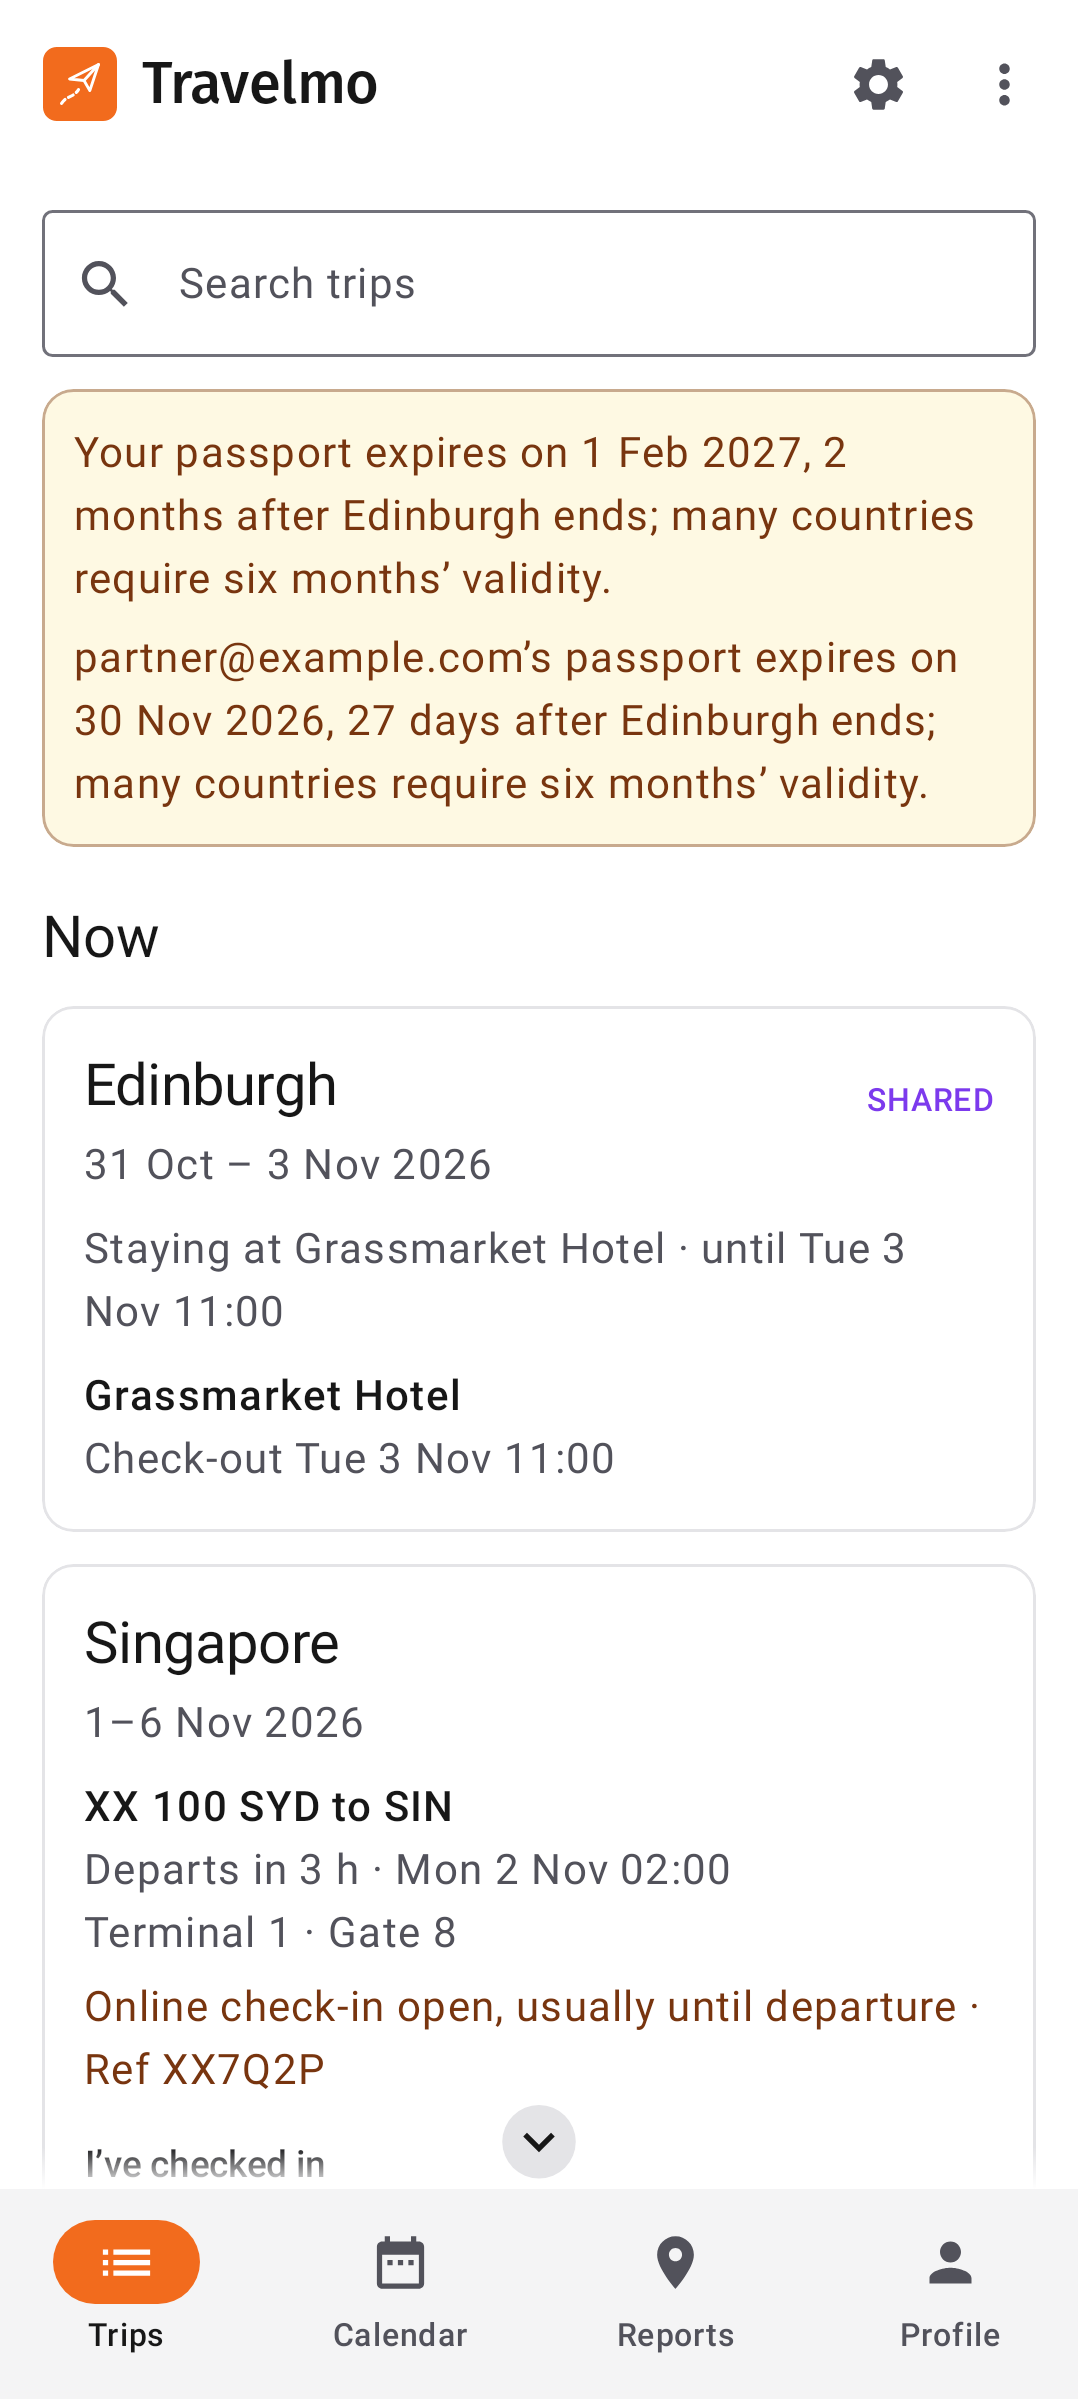 Travelmo
Search trips
Your passport expires on 1 Feb 2027, 2
months after Edinburgh ends; many countries
require six months’ validity.
partner@example.com’s passport expires on
30 Nov 2026, 27 days after Edinburgh ends;
many countries require six months’ validity.
Now
Edinburgh
SHARED
31 Oct – 3 Nov 2026
Staying at Grassmarket Hotel · until Tue 3
Nov 11:00
Grassmarket Hotel
Check-out Tue 3 Nov 11:00
Singapore
1–6 Nov 2026
XX 100 SYD to SIN
Departs in 3 h · Mon 2 Nov 02:00
Terminal 1 · Gate 8
Online check-in open, usually until departure ·
Ref XX7Q2P
I’ve checked in
Trips
Calendar
Reports
Profile